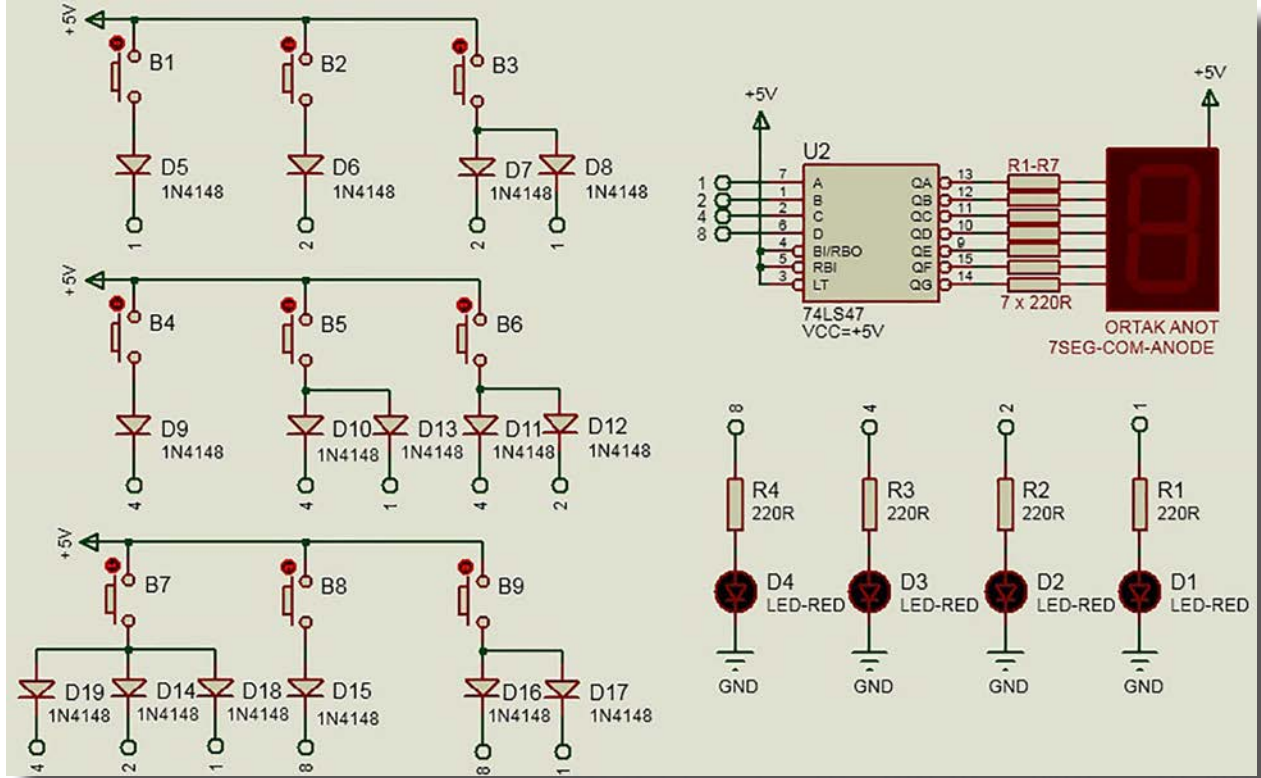 +5V
B1
B2
B3
D5
1N4148
D6
1N4148
D7
1N4148
D8
1N4148
1
2
2
1
+5V
B4
B5
B6
D9
1N4148
D10
1N4148
D13
1N4148
D11
1N4148
D12
1N4148
4
4
1
4
2
+5V
B7
B8
B9
D19
1N4148
D14
1N4148
D18
1N4148
D15
1N4148
D16
1N4148
D17
1N4148
4
2
1
8
8
1
+5V
+5V
U2
R1-R7
1 7 A QA 13
2 1 B QB 12
4 2 C QC 11
8 6 D QD 10
4 BI/RBO QE 9
5 RBI QF 15
3 LT QG 14
74LS47
VCC=+5V
7 x 220R
ORTAK ANOT
7SEG-COM-ANODE
8
4
2
1
R4
220R
R3
220R
R2
220R
R1
220R
D4
LED-RED
D3
LED-RED
D2
LED-RED
D1
LED-RED
GND
GND
GND
GND